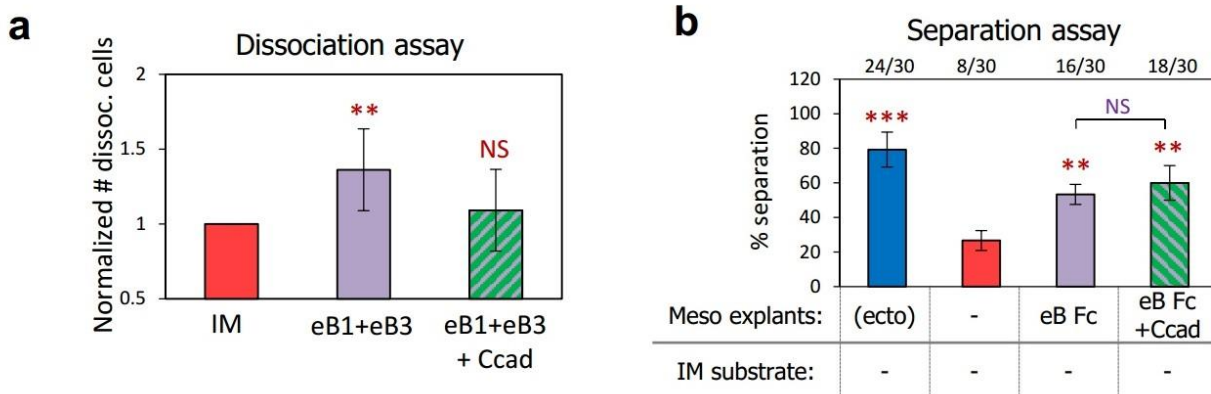 a
Dissociation assay
Normalized # dissoc. cells
2
1.5
1
0.5
**
NS
IM
eB1+eB3
eB1+eB3
+ Ccad
b
Separation assay
24/30 8/30 16/30 18/30
% separation
120
100
80
60
40
20
0
***
**
NS
**
Meso explants: (ecto) - eB Fc eB Fc
+Ccad
IM substrate: - - - -